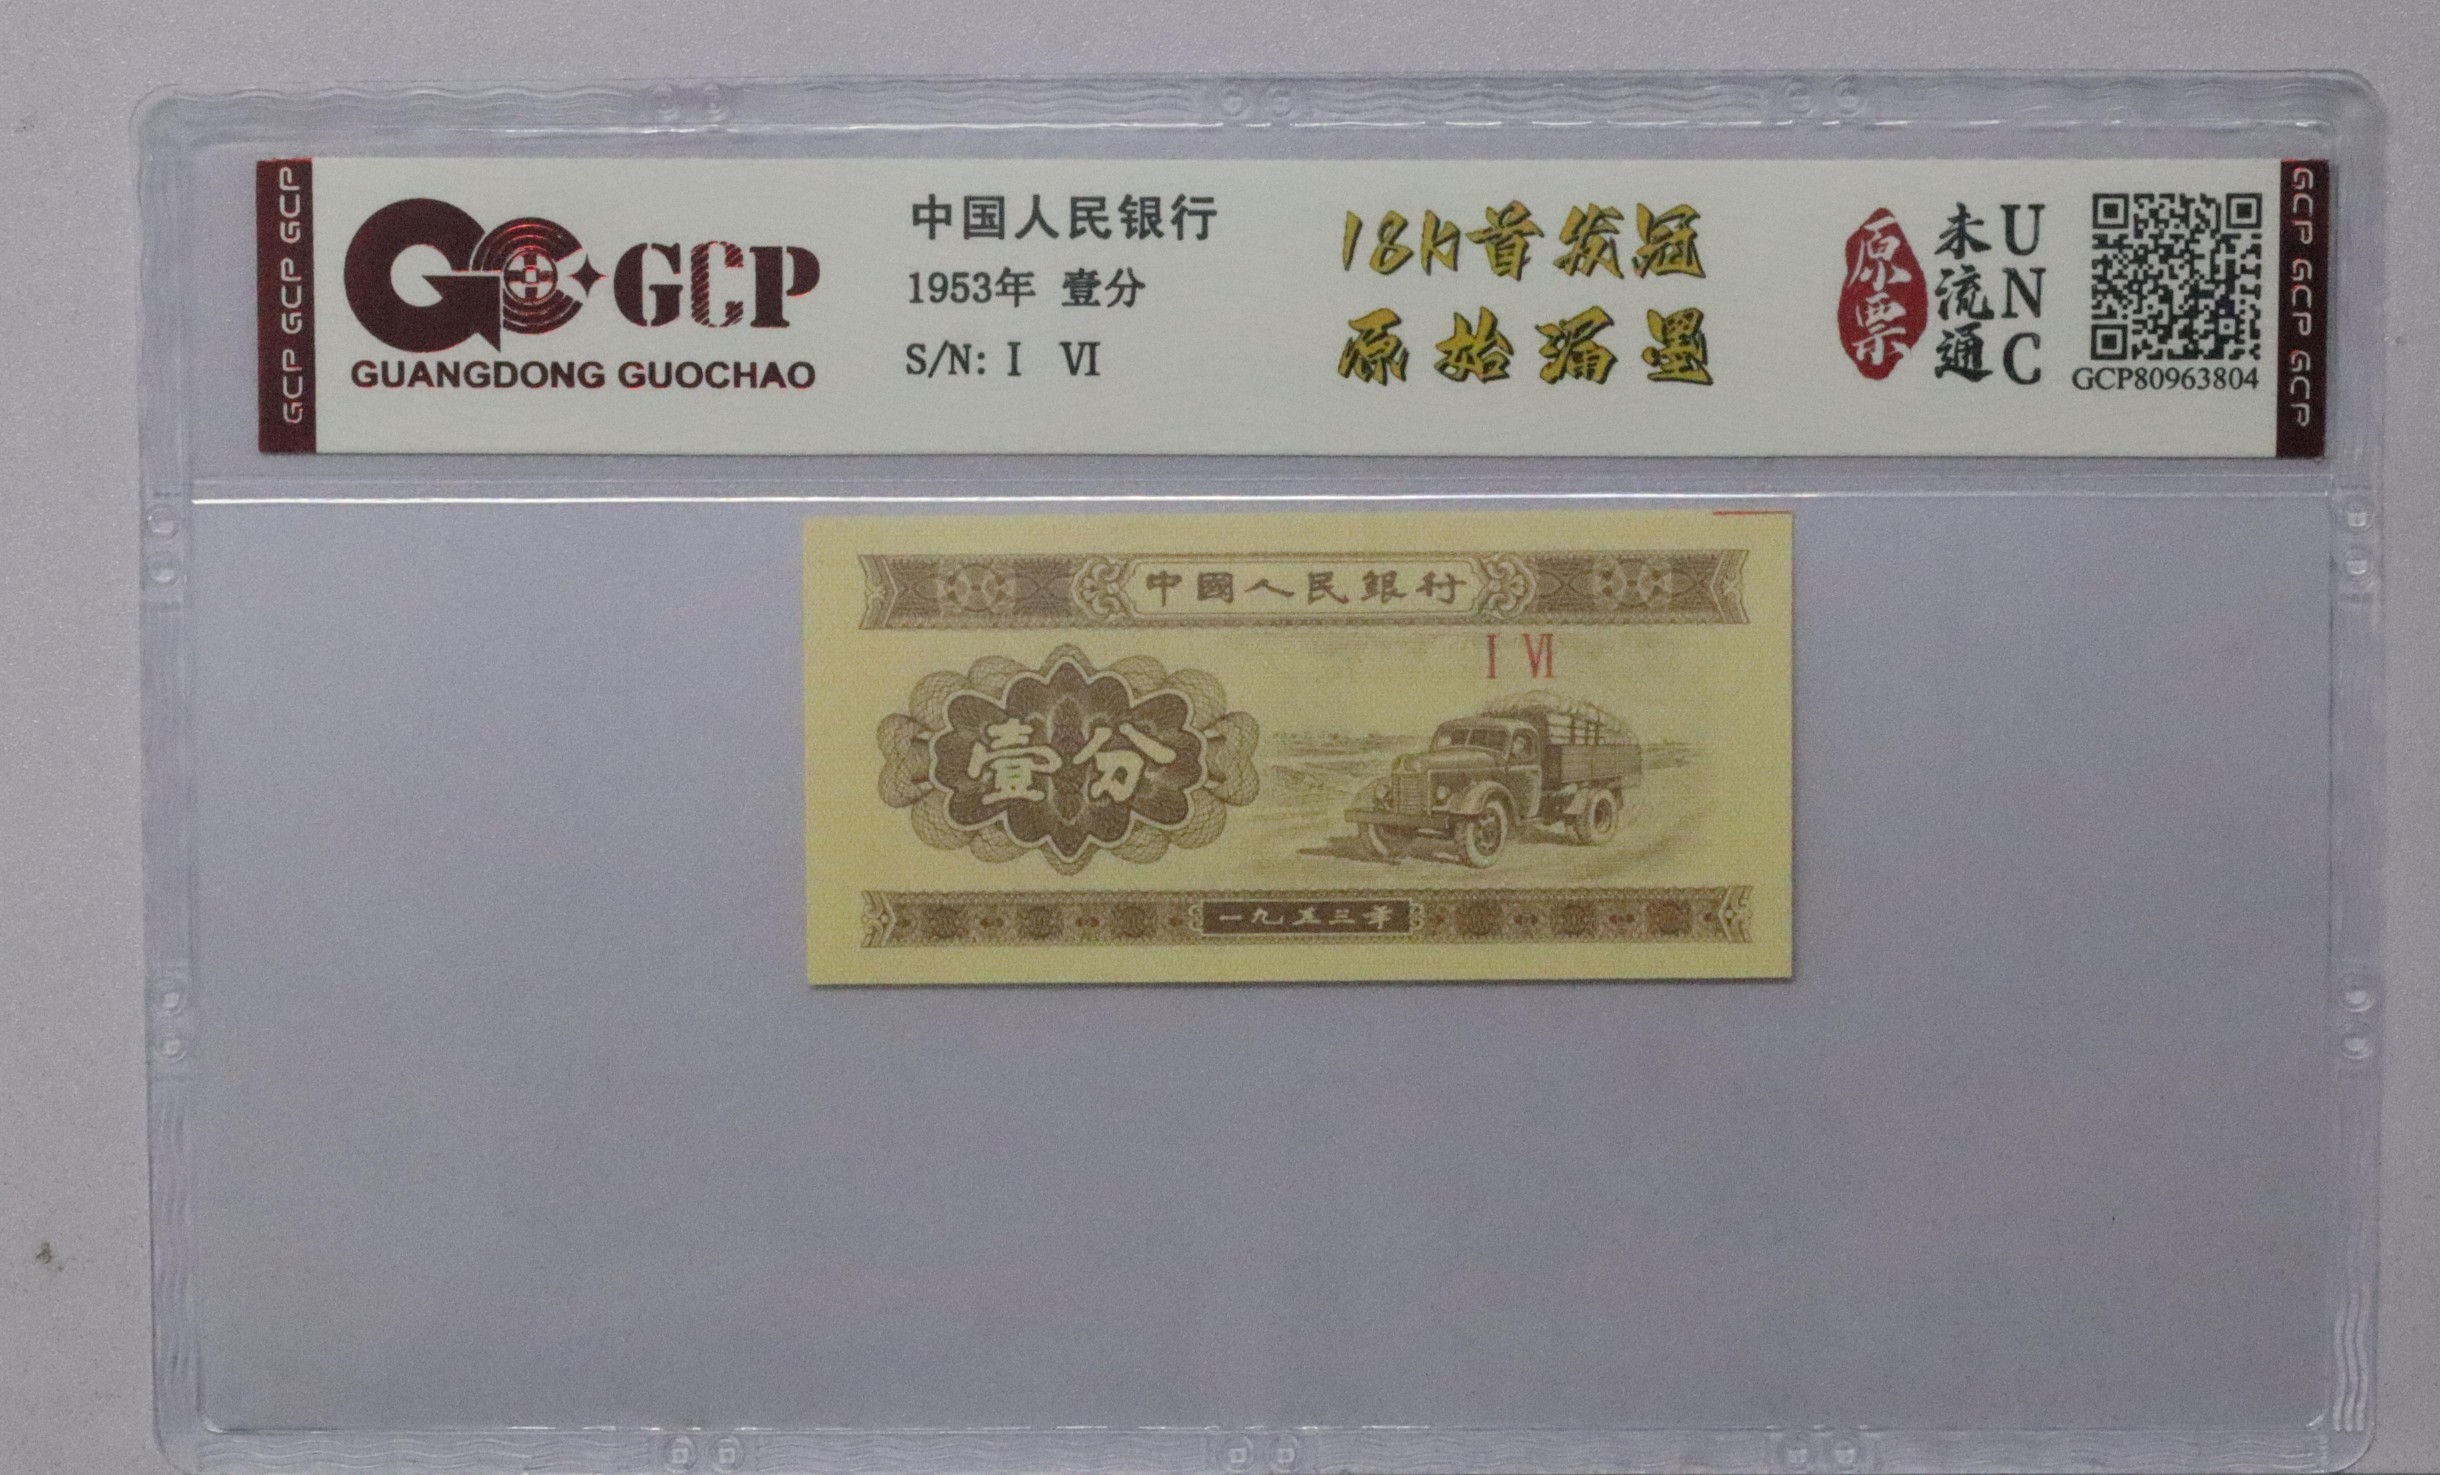 GCP GCP GCP
GCP
GUANGDONG GUOCHAO
中国人民银行
1953年 壹分
S/N: I VI
18h首发冠
原始漏墨
原票
未流通
UNC
GCP80963804
GCP GCP GCP
中國人民銀行
I VI
壹分
一九五三年